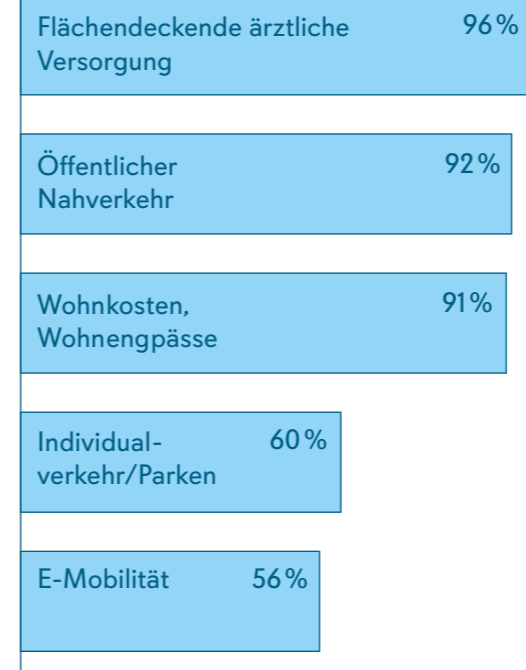 Flächendeckende ärztliche 96 %
Versorgung
Öffentlicher 92 %
Nahverkehr
Wohnkosten, 91 %
Wohnengpässe
Individual- 60 %
verkehr/Parken
E-Mobilität 56 %